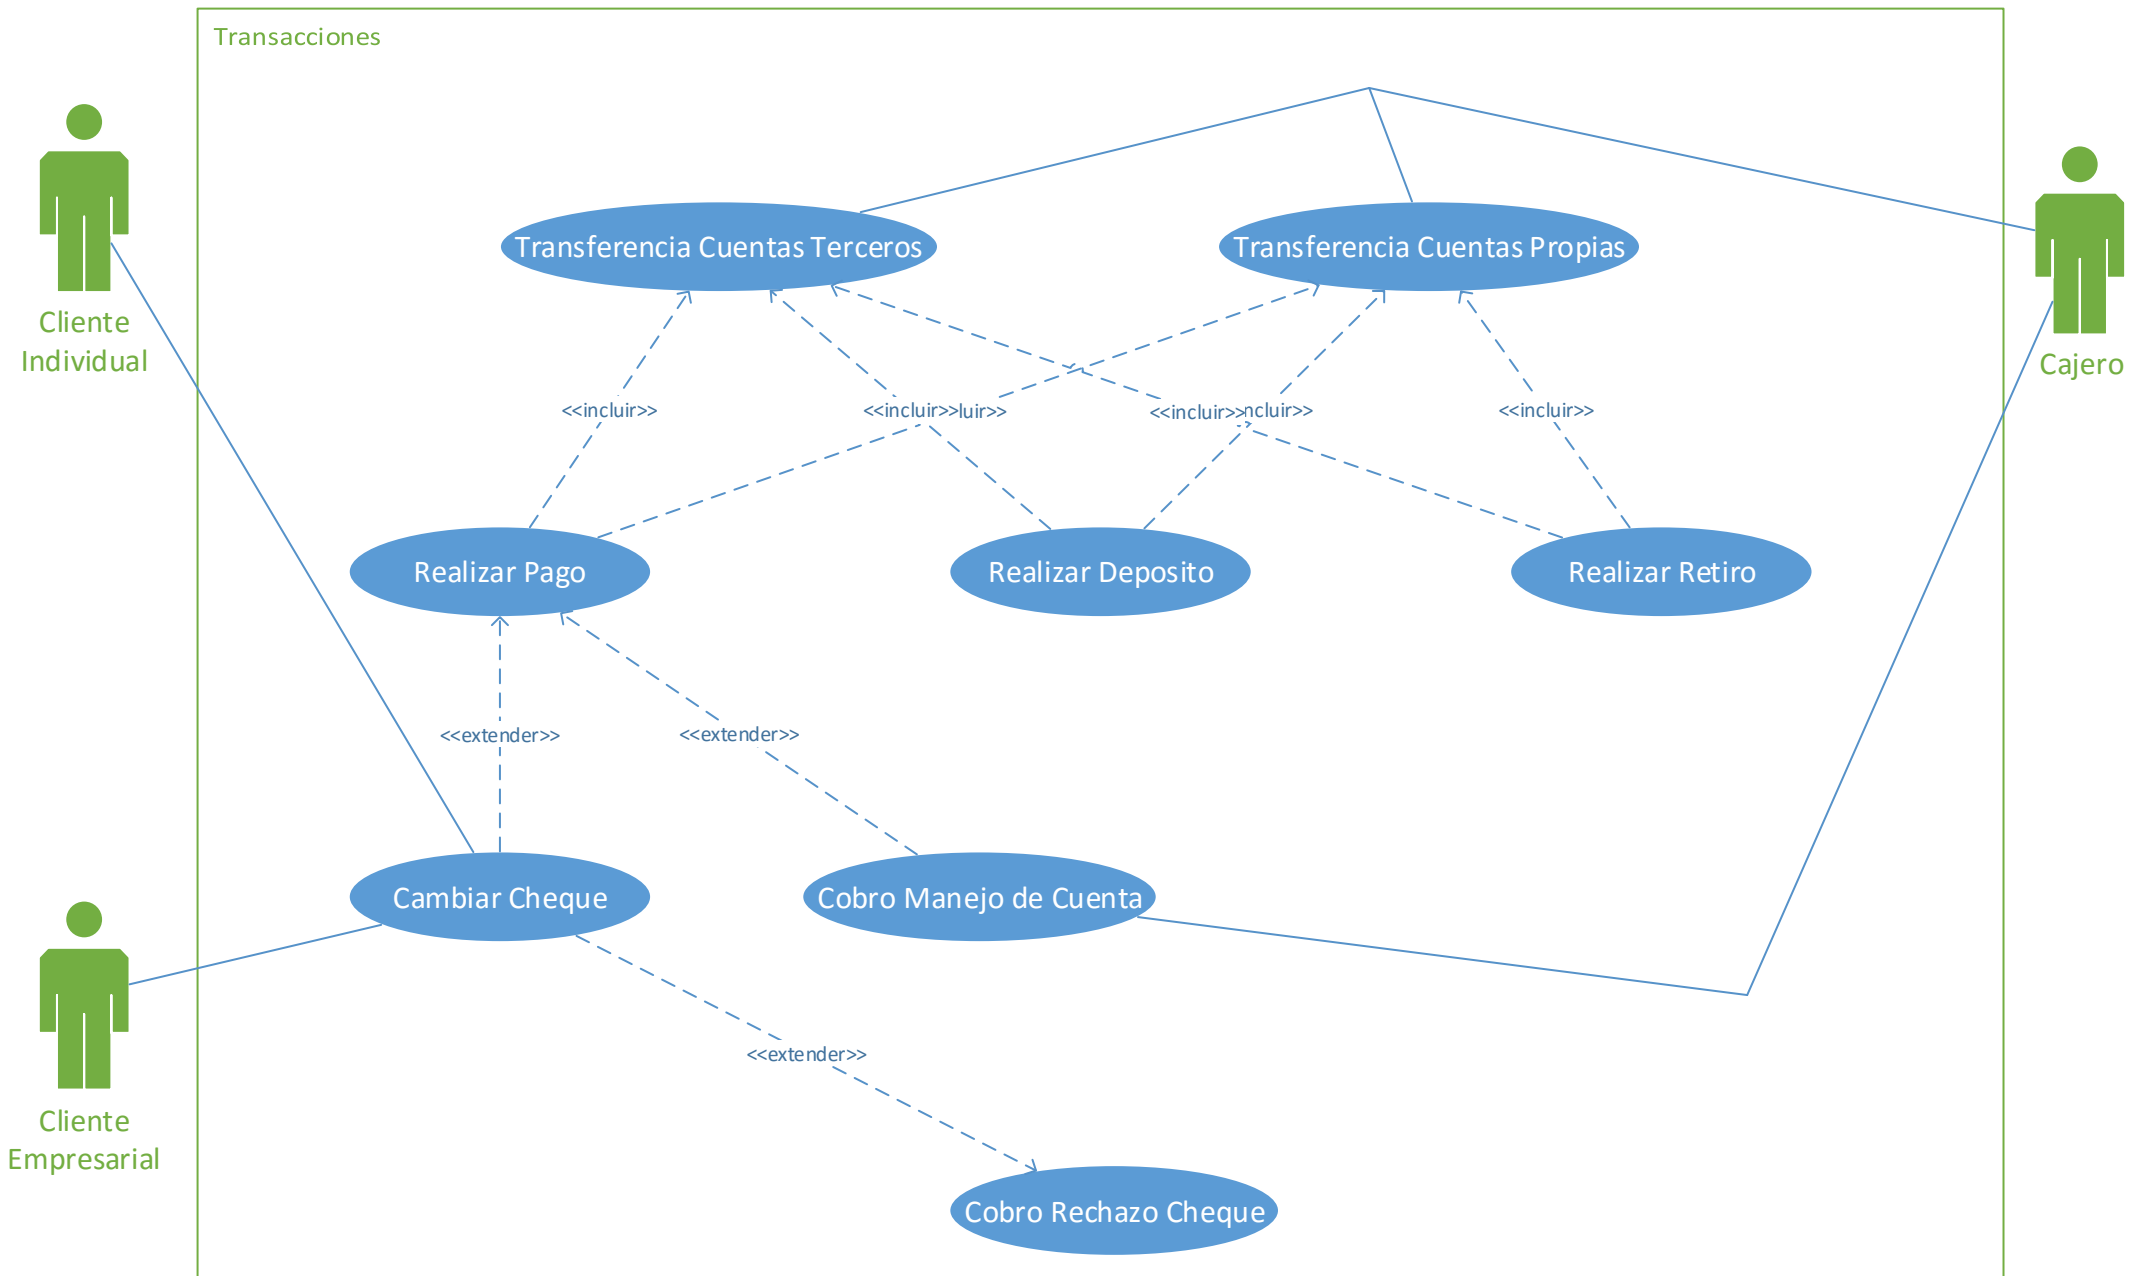 Transacciones
Transferencia Cuentas Terceros
Transferencia Cuentas Propias
Cliente
Individual
Cajero
<<incluir>>
<<incluir>>
luir>>
<<incluir>>
ncluir>>
<<incluir>>
Realizar Pago
Realizar Deposito
Realizar Retiro
<<extender>>
<<extender>>
Cambiar Cheque
Cobro Manejo de Cuenta
<<extender>>
Cliente
Empresarial
Cobro Rechazo Cheque